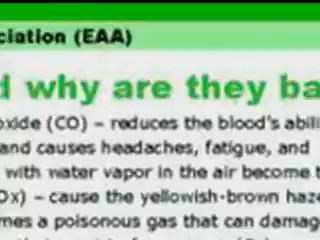 ciation (EAA)
d why are they ba
oxide (CO) – reduces the blood's abili
and causes headaches, fatigue, and
with water vapor in the air become t
Ox) – cause the yellowish-brown haze
mes a poisonous gas that can damag